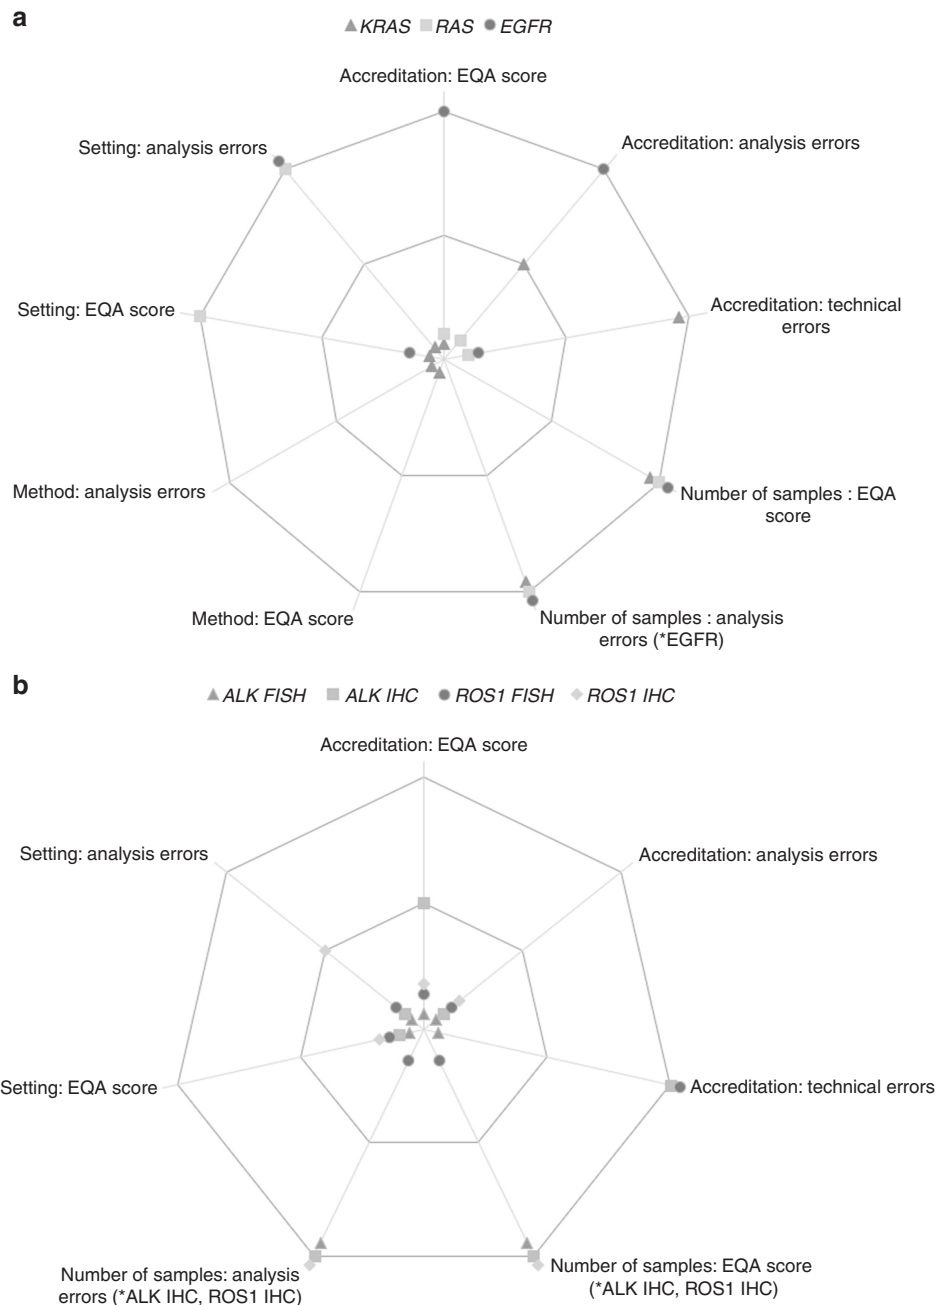 a
KRAS RAS EGFR
Accreditation: EQA score
Setting: analysis errors
Accreditation: analysis errors
Setting: EQA score
Accreditation: technical
errors
Method: analysis errors
Number of samples : EQA
score
Method: EQA score
Number of samples : analysis
errors (*EGFR)
b
ALK FISH ALK IHC ROS1 FISH ROS1 IHC
Accreditation: EQA score
Setting: analysis errors
Accreditation: analysis errors
Setting: EQA score
Accreditation: technical errors
Number of samples: analysis
errors (*ALK IHC, ROS1 IHC)
Number of samples: EQA score
(*ALK IHC, ROS1 IHC)